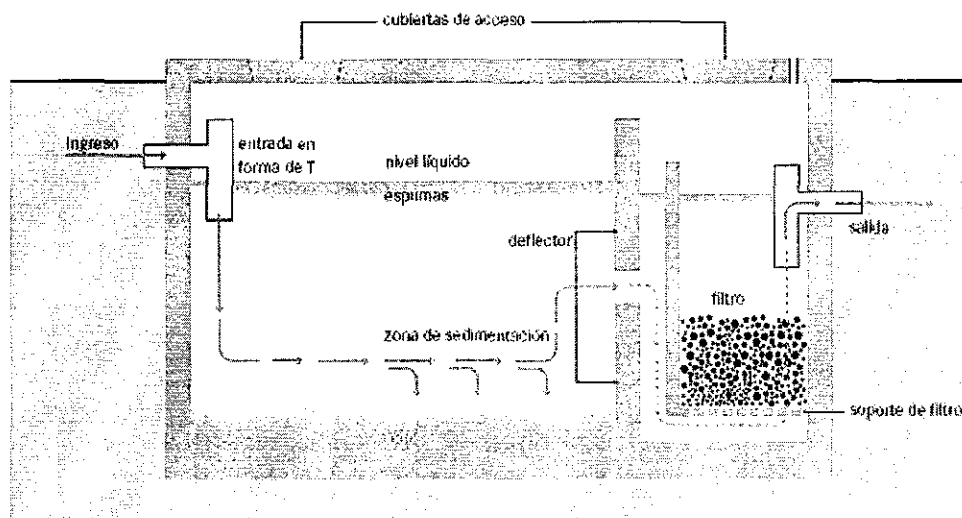 cubiertas de acceso
Ingreso
entrada en
forma de T
nivel líquido
espumas
deflector
salida
filtro
zona de sedimentación
soporte de filtro